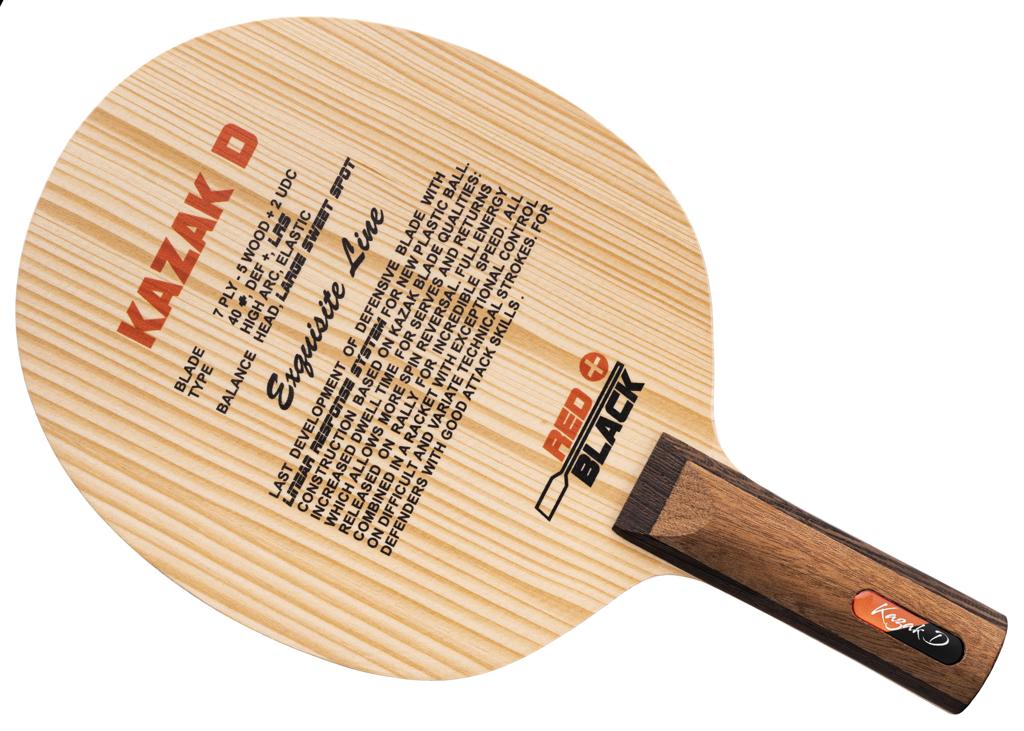 KAZAK D
BLADE 7 PLY - 5 WOOD + 2 UDC
TYPE 40+ DEF + LRS
HIGH ARC, ELASTIC
BALANCE HEAD, LARGE SWEET SPOT
Exquisite Line
LAST DEVELOPMENT OF DEFENSIVE BLADE WITH
LINEAR RESPONSE SYSTEM FOR NEW PLASTIC BALL.
CONSTRUCTION BASED ON KAZAK BLADE QUALITIES:
INCREASED DWELL TIME FOR SERVES AND RETURNS
WHICH ALLOWS MORE SPIN REVERSAL, FULL ENERGY
RELEASED ON RALLY FOR INCREDIBLE SPEED. ALL
COMBINED IN A RACKET WITH EXCEPTIONAL CONTROL
ON DIFFICULT AND VARIATE TECHNICAL STROKES, FOR
DEFENDERS WITH GOOD ATTACK SKILLS.
RED
BLACK
Kazak D